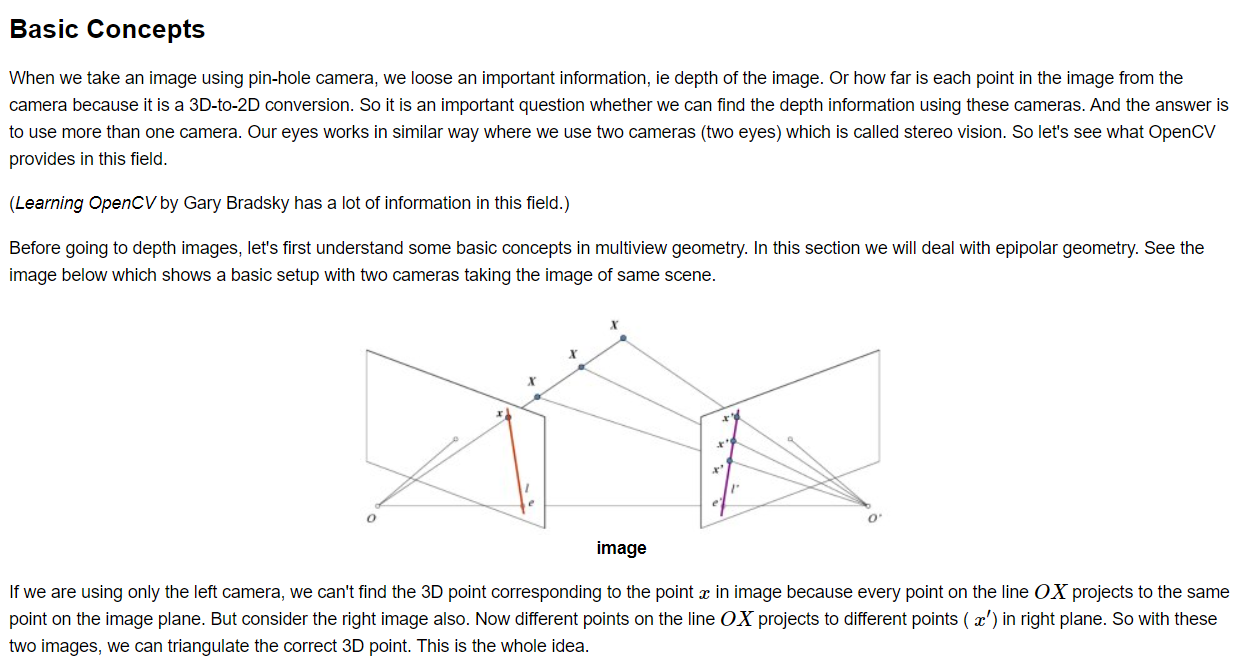 Basic Concepts
When we take an image using pin-hole camera, we loose an important information, ie depth of the image. Or how far is each point in the image from the
camera because it is a 3D-to-2D conversion. So it is an important question whether we can find the depth information using these cameras. And the answer is
to use more than one camera. Our eyes works in similar way where we use two cameras (two eyes) which is called stereo vision. So let's see what OpenCV
provides in this field.
(Learning OpenCV by Gary Bradsky has a lot of information in this field.)
Before going to depth images, let's first understand some basic concepts in multiview geometry. In this section we will deal with epipolar geometry. See the
image below which shows a basic setup with two cameras taking the image of same scene.
X
X
X
x
x'
x'
x'
l
l'
e
e'
O
O'
image
If we are using only the left camera, we can't find the 3D point corresponding to the point x in image because every point on the line OX projects to the same
point on the image plane. But consider the right image also. Now different points on the line OX projects to different points ( x′) in right plane. So with these
two images, we can triangulate the correct 3D point. This is the whole idea.